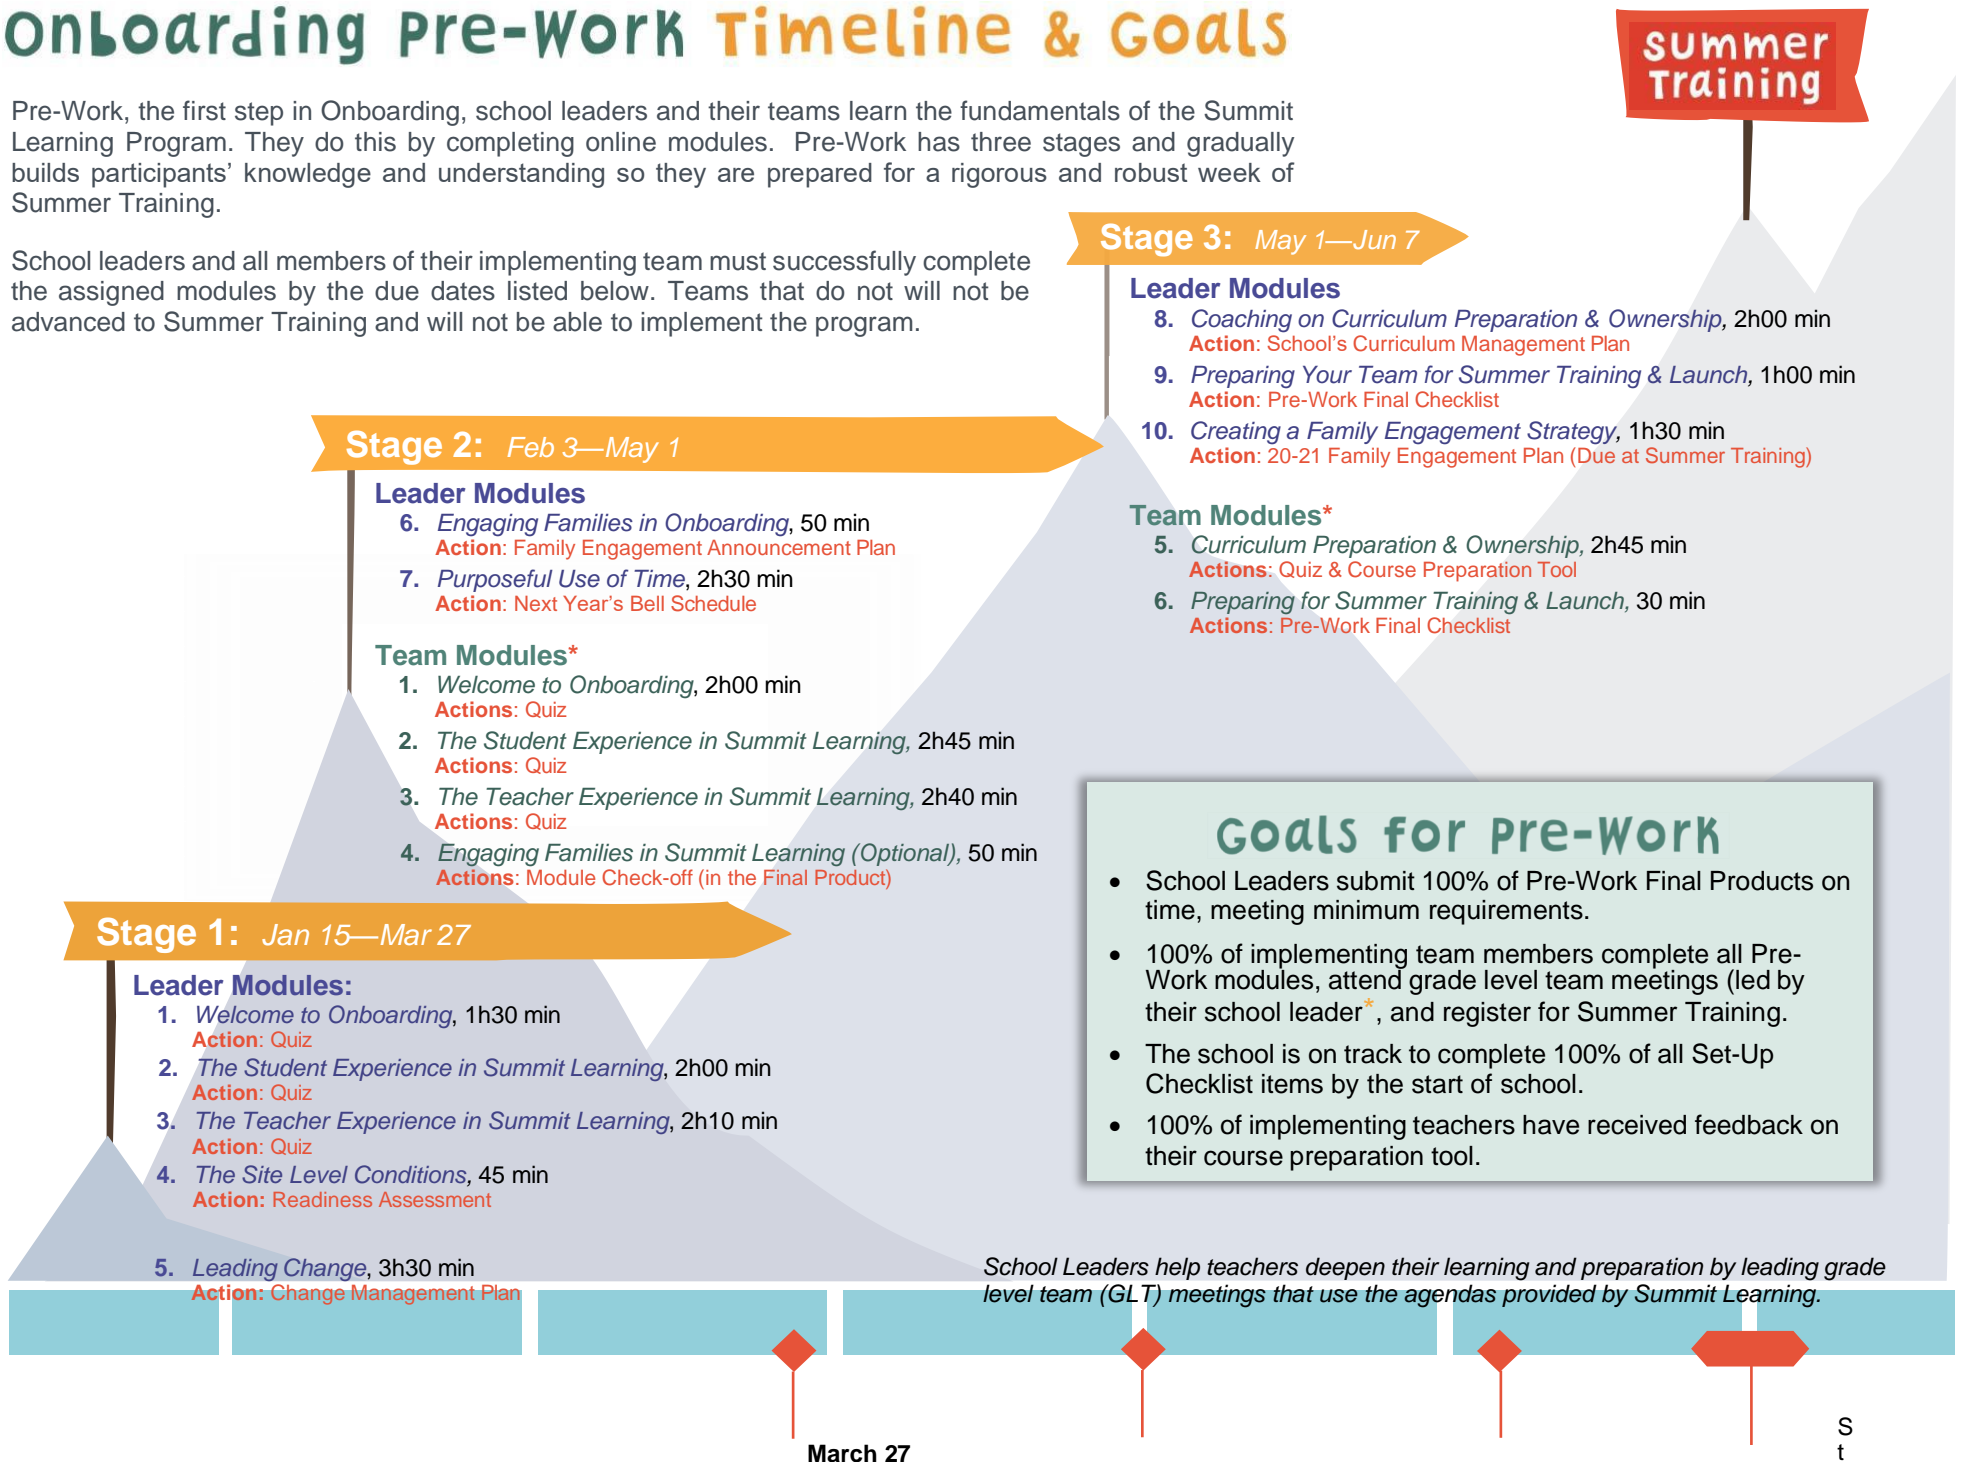 Onboarding Pre-Work Timeline & Goals
Summer
Training
Pre-Work, the first step in Onboarding, school leaders and their teams learn the fundamentals of the Summit
Learning Program. They do this by completing online modules. Pre-Work has three stages and gradually
builds participants’ knowledge and understanding so they are prepared for a rigorous and robust week of
Summer Training.
School leaders and all members of their implementing team must successfully complete
the assigned modules by the due dates listed below. Teams that do not will not be
advanced to Summer Training and will not be able to implement the program.
Stage 3: May 1—Jun 7
Leader Modules
8. Coaching on Curriculum Preparation & Ownership, 2h00 min
Action: School’s Curriculum Management Plan
9. Preparing Your Team for Summer Training & Launch, 1h00 min
Action: Pre-Work Final Checklist
10. Creating a Family Engagement Strategy, 1h30 min
Action: 20-21 Family Engagement Plan (Due at Summer Training)
Team Modules*
5. Curriculum Preparation & Ownership, 2h45 min
Actions: Quiz & Course Preparation Tool
6. Preparing for Summer Training & Launch, 30 min
Actions: Pre-Work Final Checklist
Stage 2: Feb 3—May 1
Leader Modules
6. Engaging Families in Onboarding, 50 min
Action: Family Engagement Announcement Plan
7. Purposeful Use of Time, 2h30 min
Action: Next Year’s Bell Schedule
Team Modules*
1. Welcome to Onboarding, 2h00 min
Actions: Quiz
2. The Student Experience in Summit Learning, 2h45 min
Actions: Quiz
3. The Teacher Experience in Summit Learning, 2h40 min
Actions: Quiz
4. Engaging Families in Summit Learning (Optional), 50 min
Actions: Module Check-off (in the Final Product)
Stage 1: Jan 15—Mar 27
Leader Modules:
1. Welcome to Onboarding, 1h30 min
Action: Quiz
2. The Student Experience in Summit Learning, 2h00 min
Action: Quiz
3. The Teacher Experience in Summit Learning, 2h10 min
Action: Quiz
4. The Site Level Conditions, 45 min
Action: Readiness Assessment
5. Leading Change, 3h30 min
Action: Change Management Plan
Goals for Pre-Work
• School Leaders submit 100% of Pre-Work Final Products on
time, meeting minimum requirements.
• 100% of implementing team members complete all Pre-
Work modules, attend grade level team meetings (led by
their school leader*, and register for Summer Training.
• The school is on track to complete 100% of all Set-Up
Checklist items by the start of school.
• 100% of implementing teachers have received feedback on
their course preparation tool.
School Leaders help teachers deepen their learning and preparation by leading grade
level team (GLT) meetings that use the agendas provided by Summit Learning.
March 27
S
t